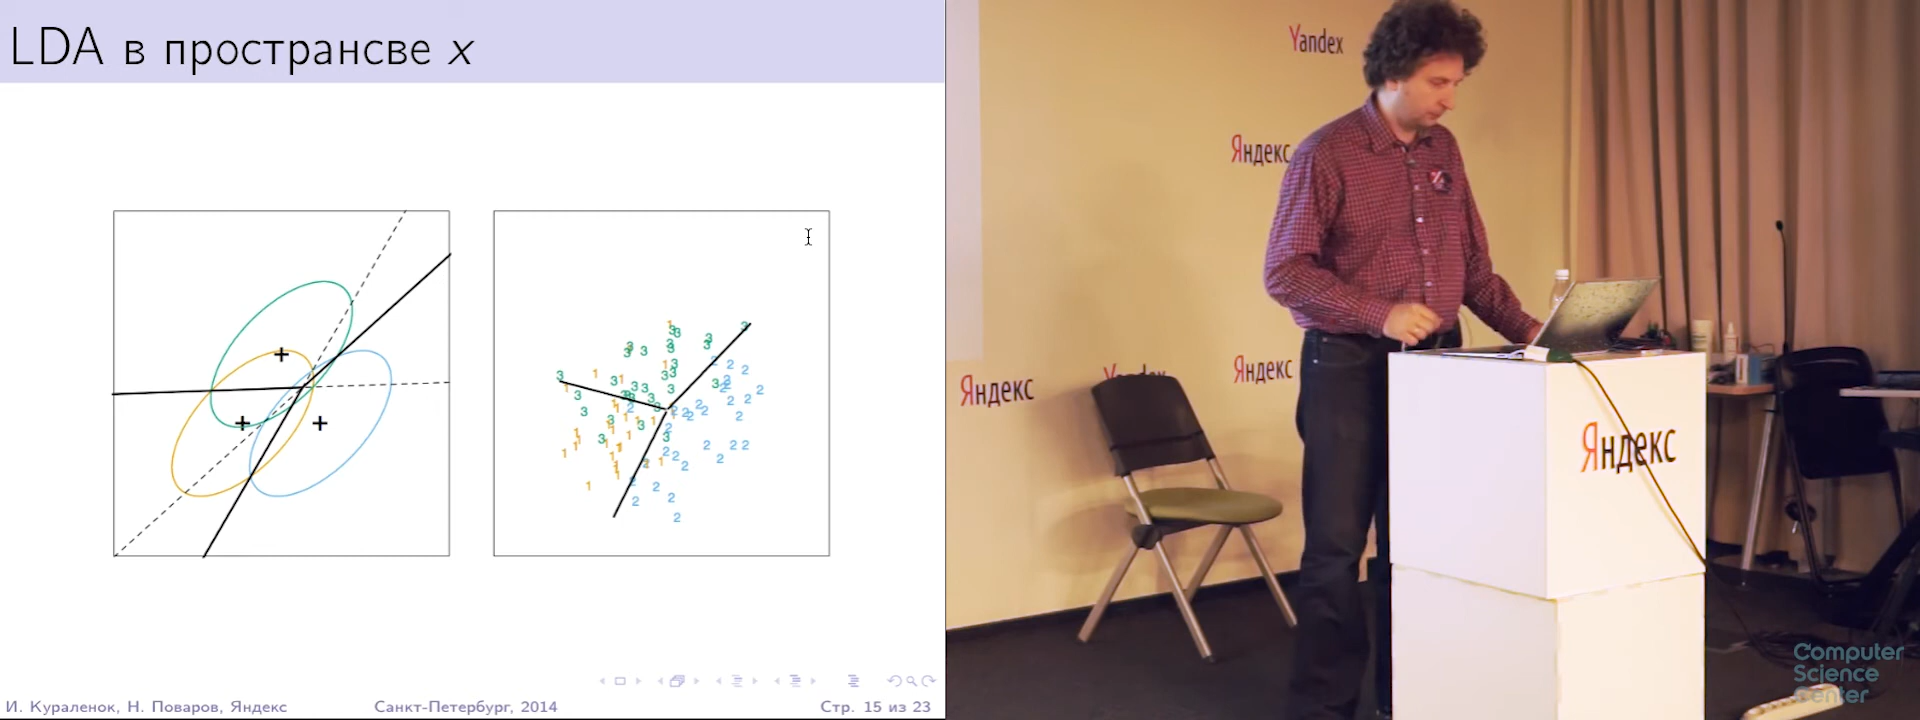 LDA в пространсве x
И. Кураленок, Н. Поваров, Яндекс
Санкт-Петербург, 2014
Стр. 15 из 23
Yandex
Яндекс
Яндекс
Яндекс
Yandex
Яндекс
Computer
Science
Center